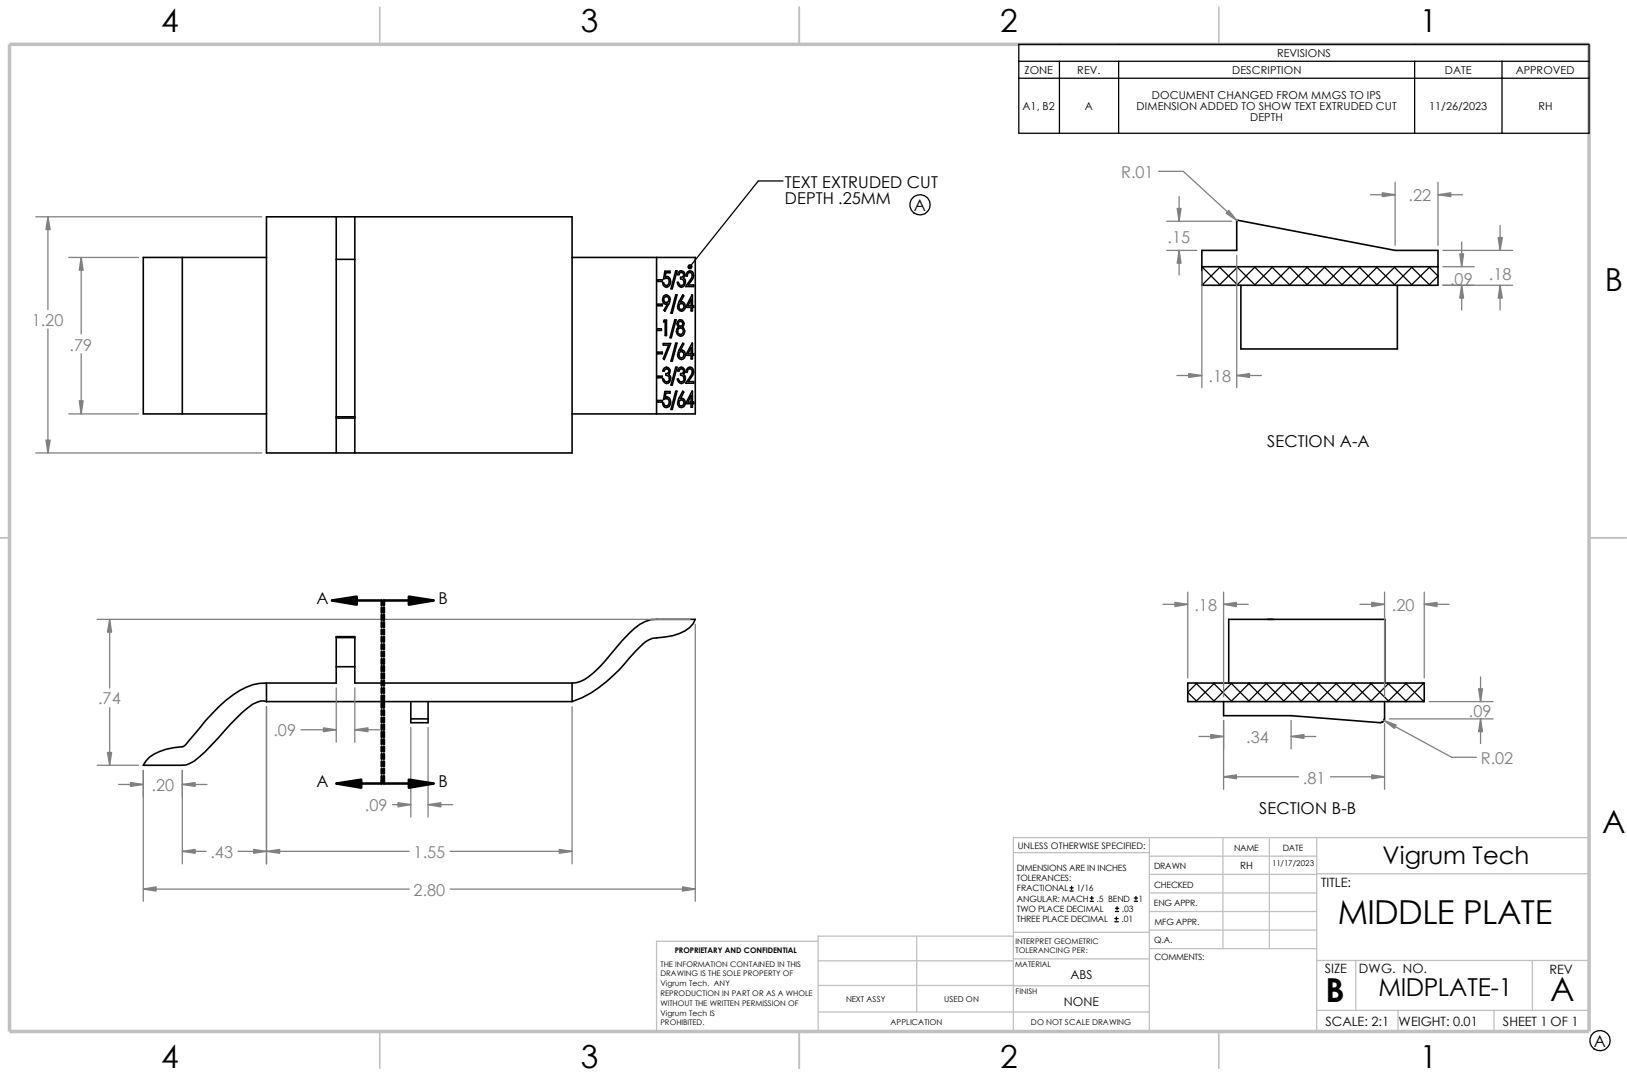 4
3
2
1
REVISIONS
ZONE
REV.
DESCRIPTION
DATE
APPROVED
A1, B2
A
DOCUMENT CHANGED FROM MMGS TO IPS
DIMENSION ADDED TO SHOW TEXT EXTRUDED CUT
DEPTH
11/26/2023
RH
TEXT EXTRUDED CUT
DEPTH .25MM
A
-5/32
-9/64
-1/8
-7/64
-3/32
-5/64
1.20
.79
R.01
.22
.15
.09
.18
.18
SECTION A-A
B
A
B
.74
.09
A
B
.20
.09
.43
1.55
2.80
.18
.20
.09
.34
R.02
.81
SECTION B-B
A
UNLESS OTHERWISE SPECIFIED:
DIMENSIONS ARE IN INCHES
TOLERANCES:
FRACTIONAL± 1/16
ANGULAR: MACH± .5 BEND ±1
TWO PLACE DECIMAL ± .03
THREE PLACE DECIMAL ± .01
INTERPRET GEOMETRIC
TOLERANCING PER:
MATERIAL
ABS
FINISH
NONE
DO NOT SCALE DRAWING
NAME
DATE
DRAWN
RH
11/17/2023
CHECKED
ENG APPR.
MFG APPR.
Q.A.
COMMENTS:
Vigrum Tech
TITLE:
MIDDLE PLATE
SIZE
B
DWG. NO.
MIDPLATE-1
REV
A
SCALE: 2:1
WEIGHT: 0.01
SHEET 1 OF 1
PROPRIETARY AND CONFIDENTIAL
THE INFORMATION CONTAINED IN THIS
DRAWING IS THE SOLE PROPERTY OF
Vigrum Tech. ANY
REPRODUCTION IN PART OR AS A WHOLE
WITHOUT THE WRITTEN PERMISSION OF
Vigrum Tech IS
PROHIBITED.
NEXT ASSY
USED ON
APPLICATION
A
4
3
2
1